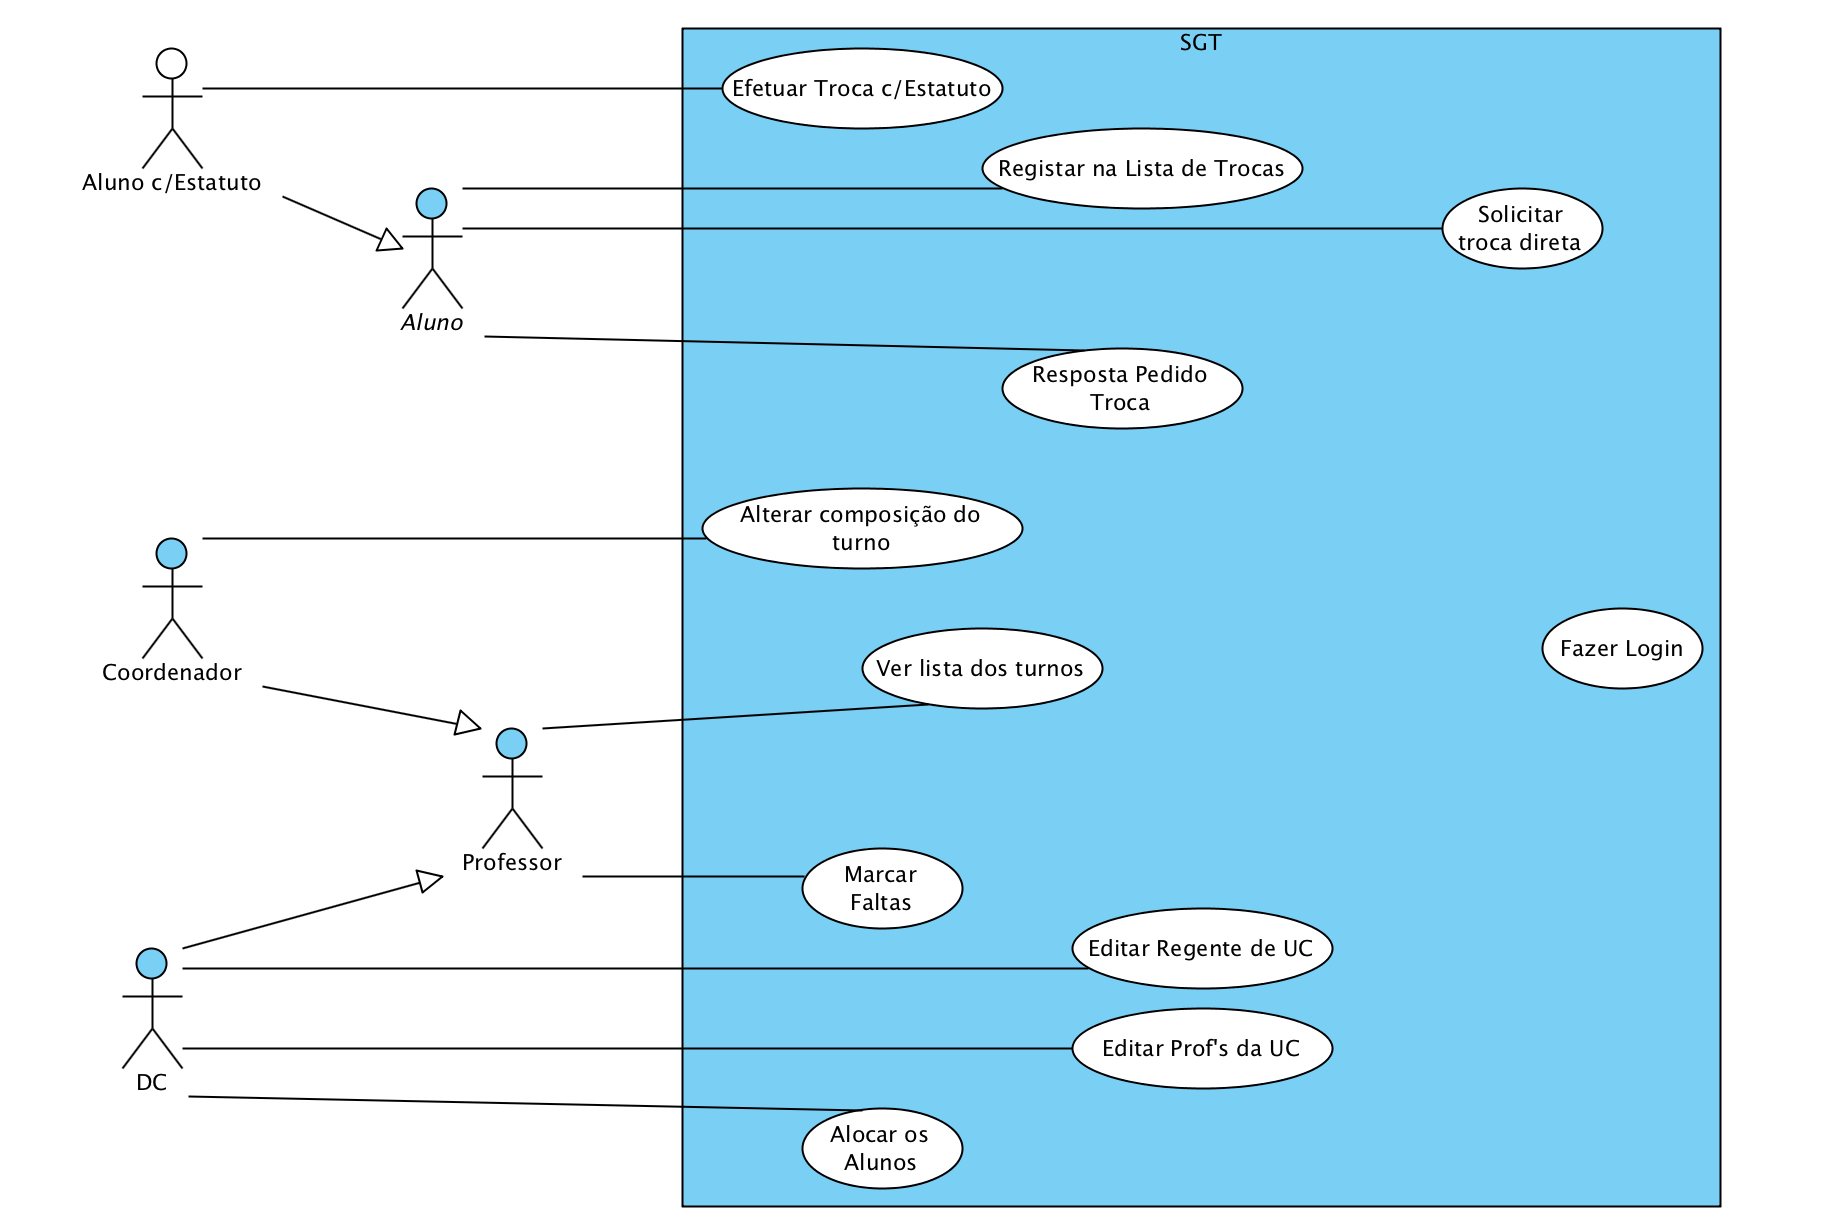 SGT
Efetuar Troca c/Estatuto
Registar na Lista de Trocas
Aluno c/Estatuto
Solicitar
troca direta
Aluno
Resposta Pedido
Troca
Alterar composição do
turno
Coordenador
Ver lista dos turnos
Fazer Login
Professor
Marcar
Faltas
Editar Regente de UC
Editar Prof's da UC
DC
Alocar os
Alunos